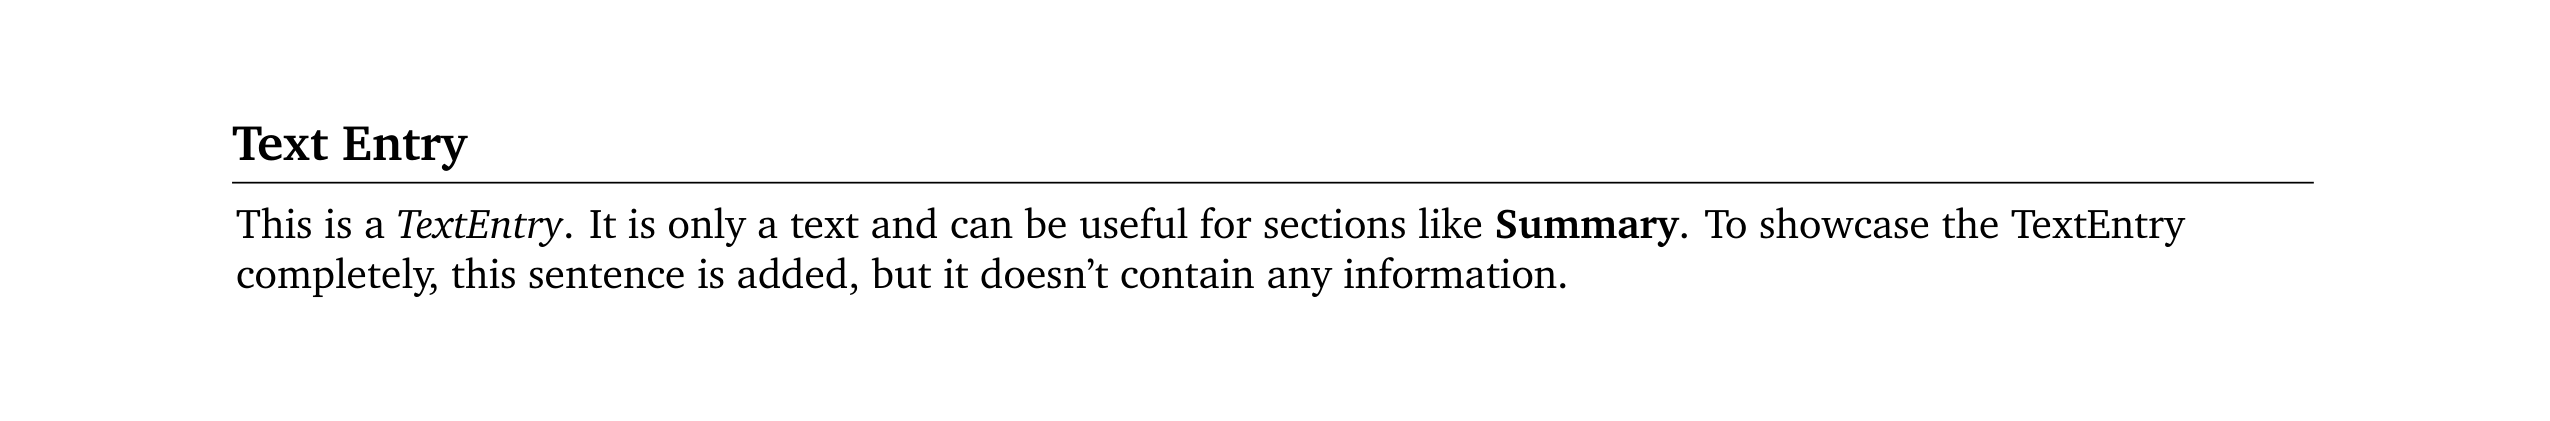 Text Entry
This is a TextEntry. It is only a text and can be useful for sections like Summary. To showcase the TextEntry
completely, this sentence is added, but it doesn’t contain any information.